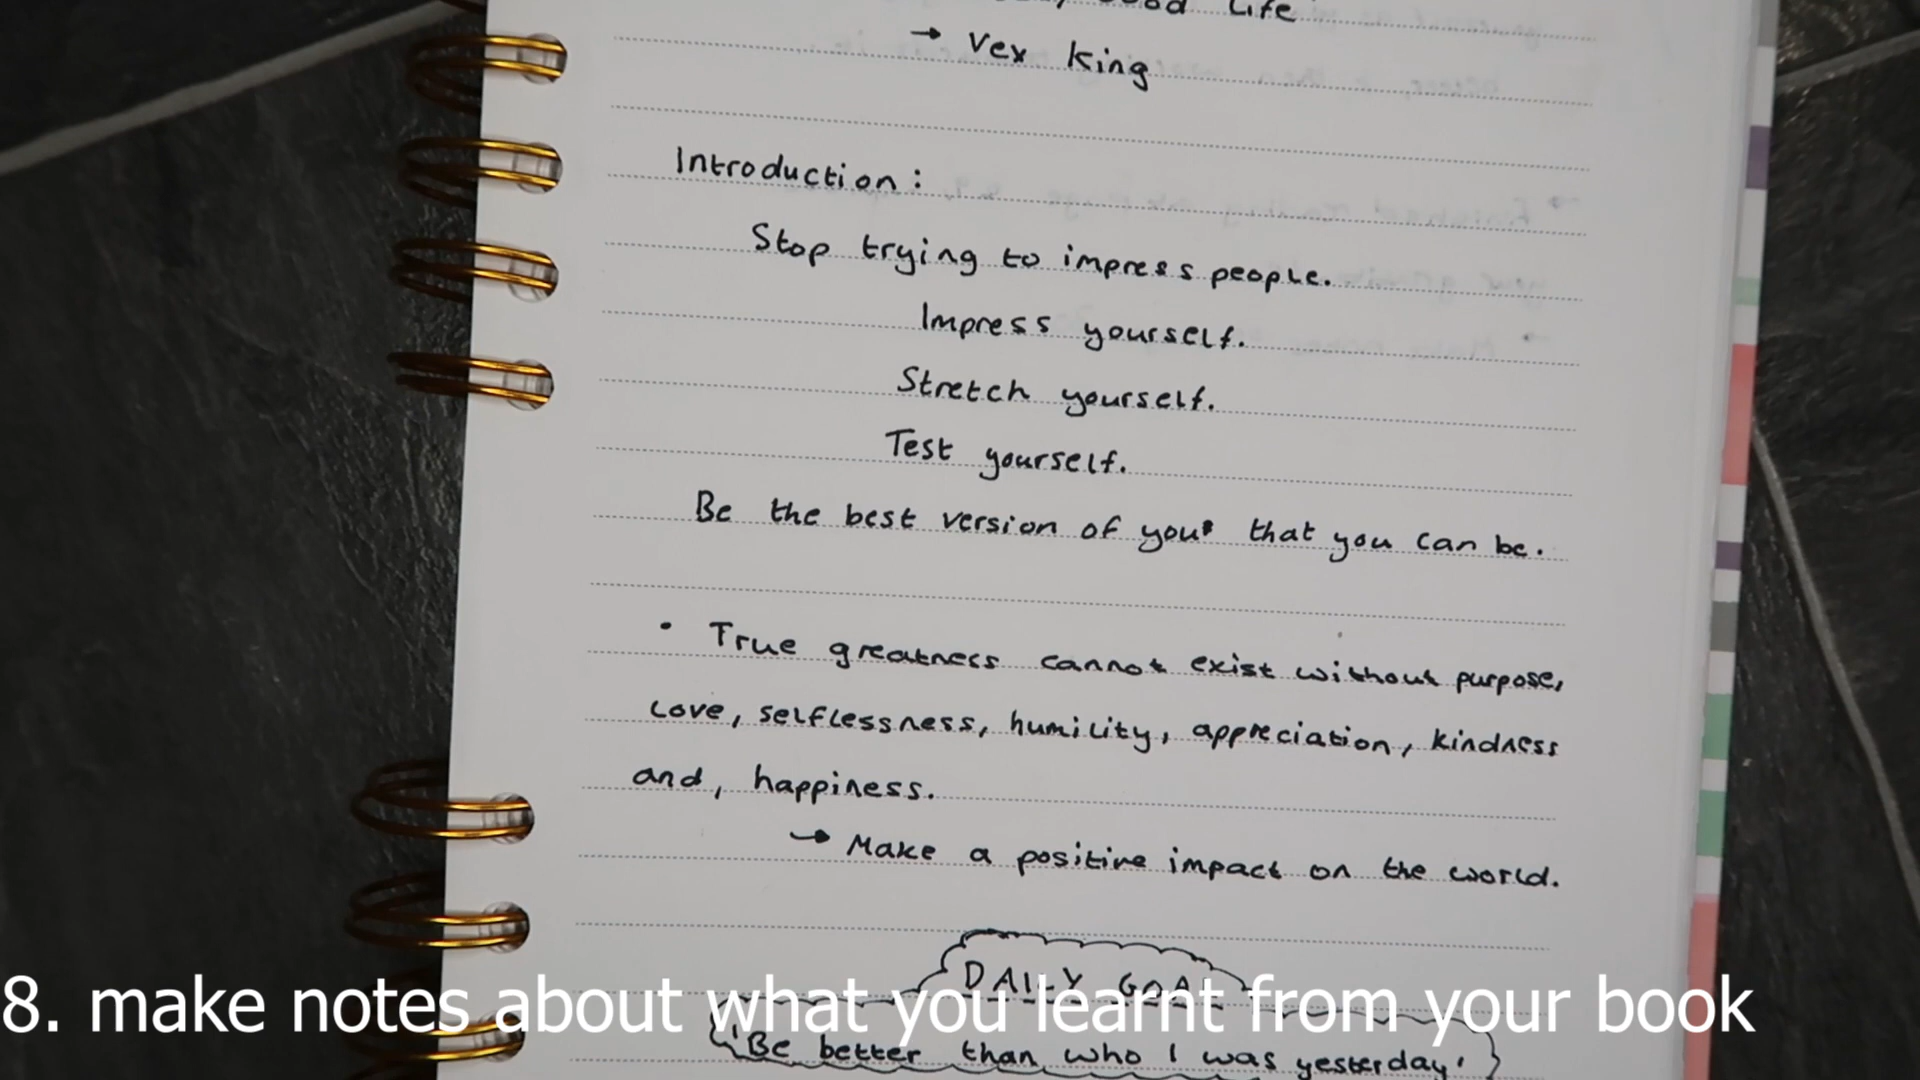 Life
→ Vex King
Introduction:
Stop trying to impress people.
Impress yourself.
Stretch yourself.
Test yourself.
Be the best version of you that you can be.
• True greatness cannot exist without purpose,
love, selflessness, humility, appreciation, kindness
and, happiness.
→ Make a positive impact on the world.
DAILY GOAL
8. make notes about what you learnt from your book
'Be better than who I was yesterday'